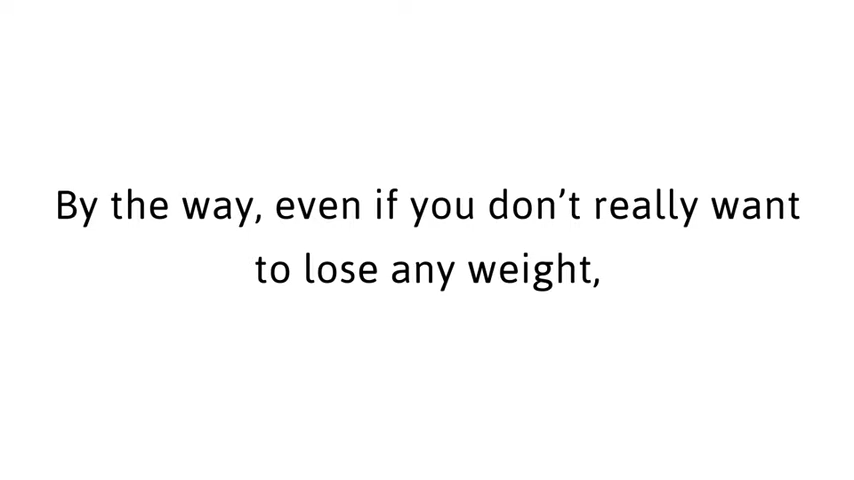 By the way, even if you don’t really want
to lose any weight,